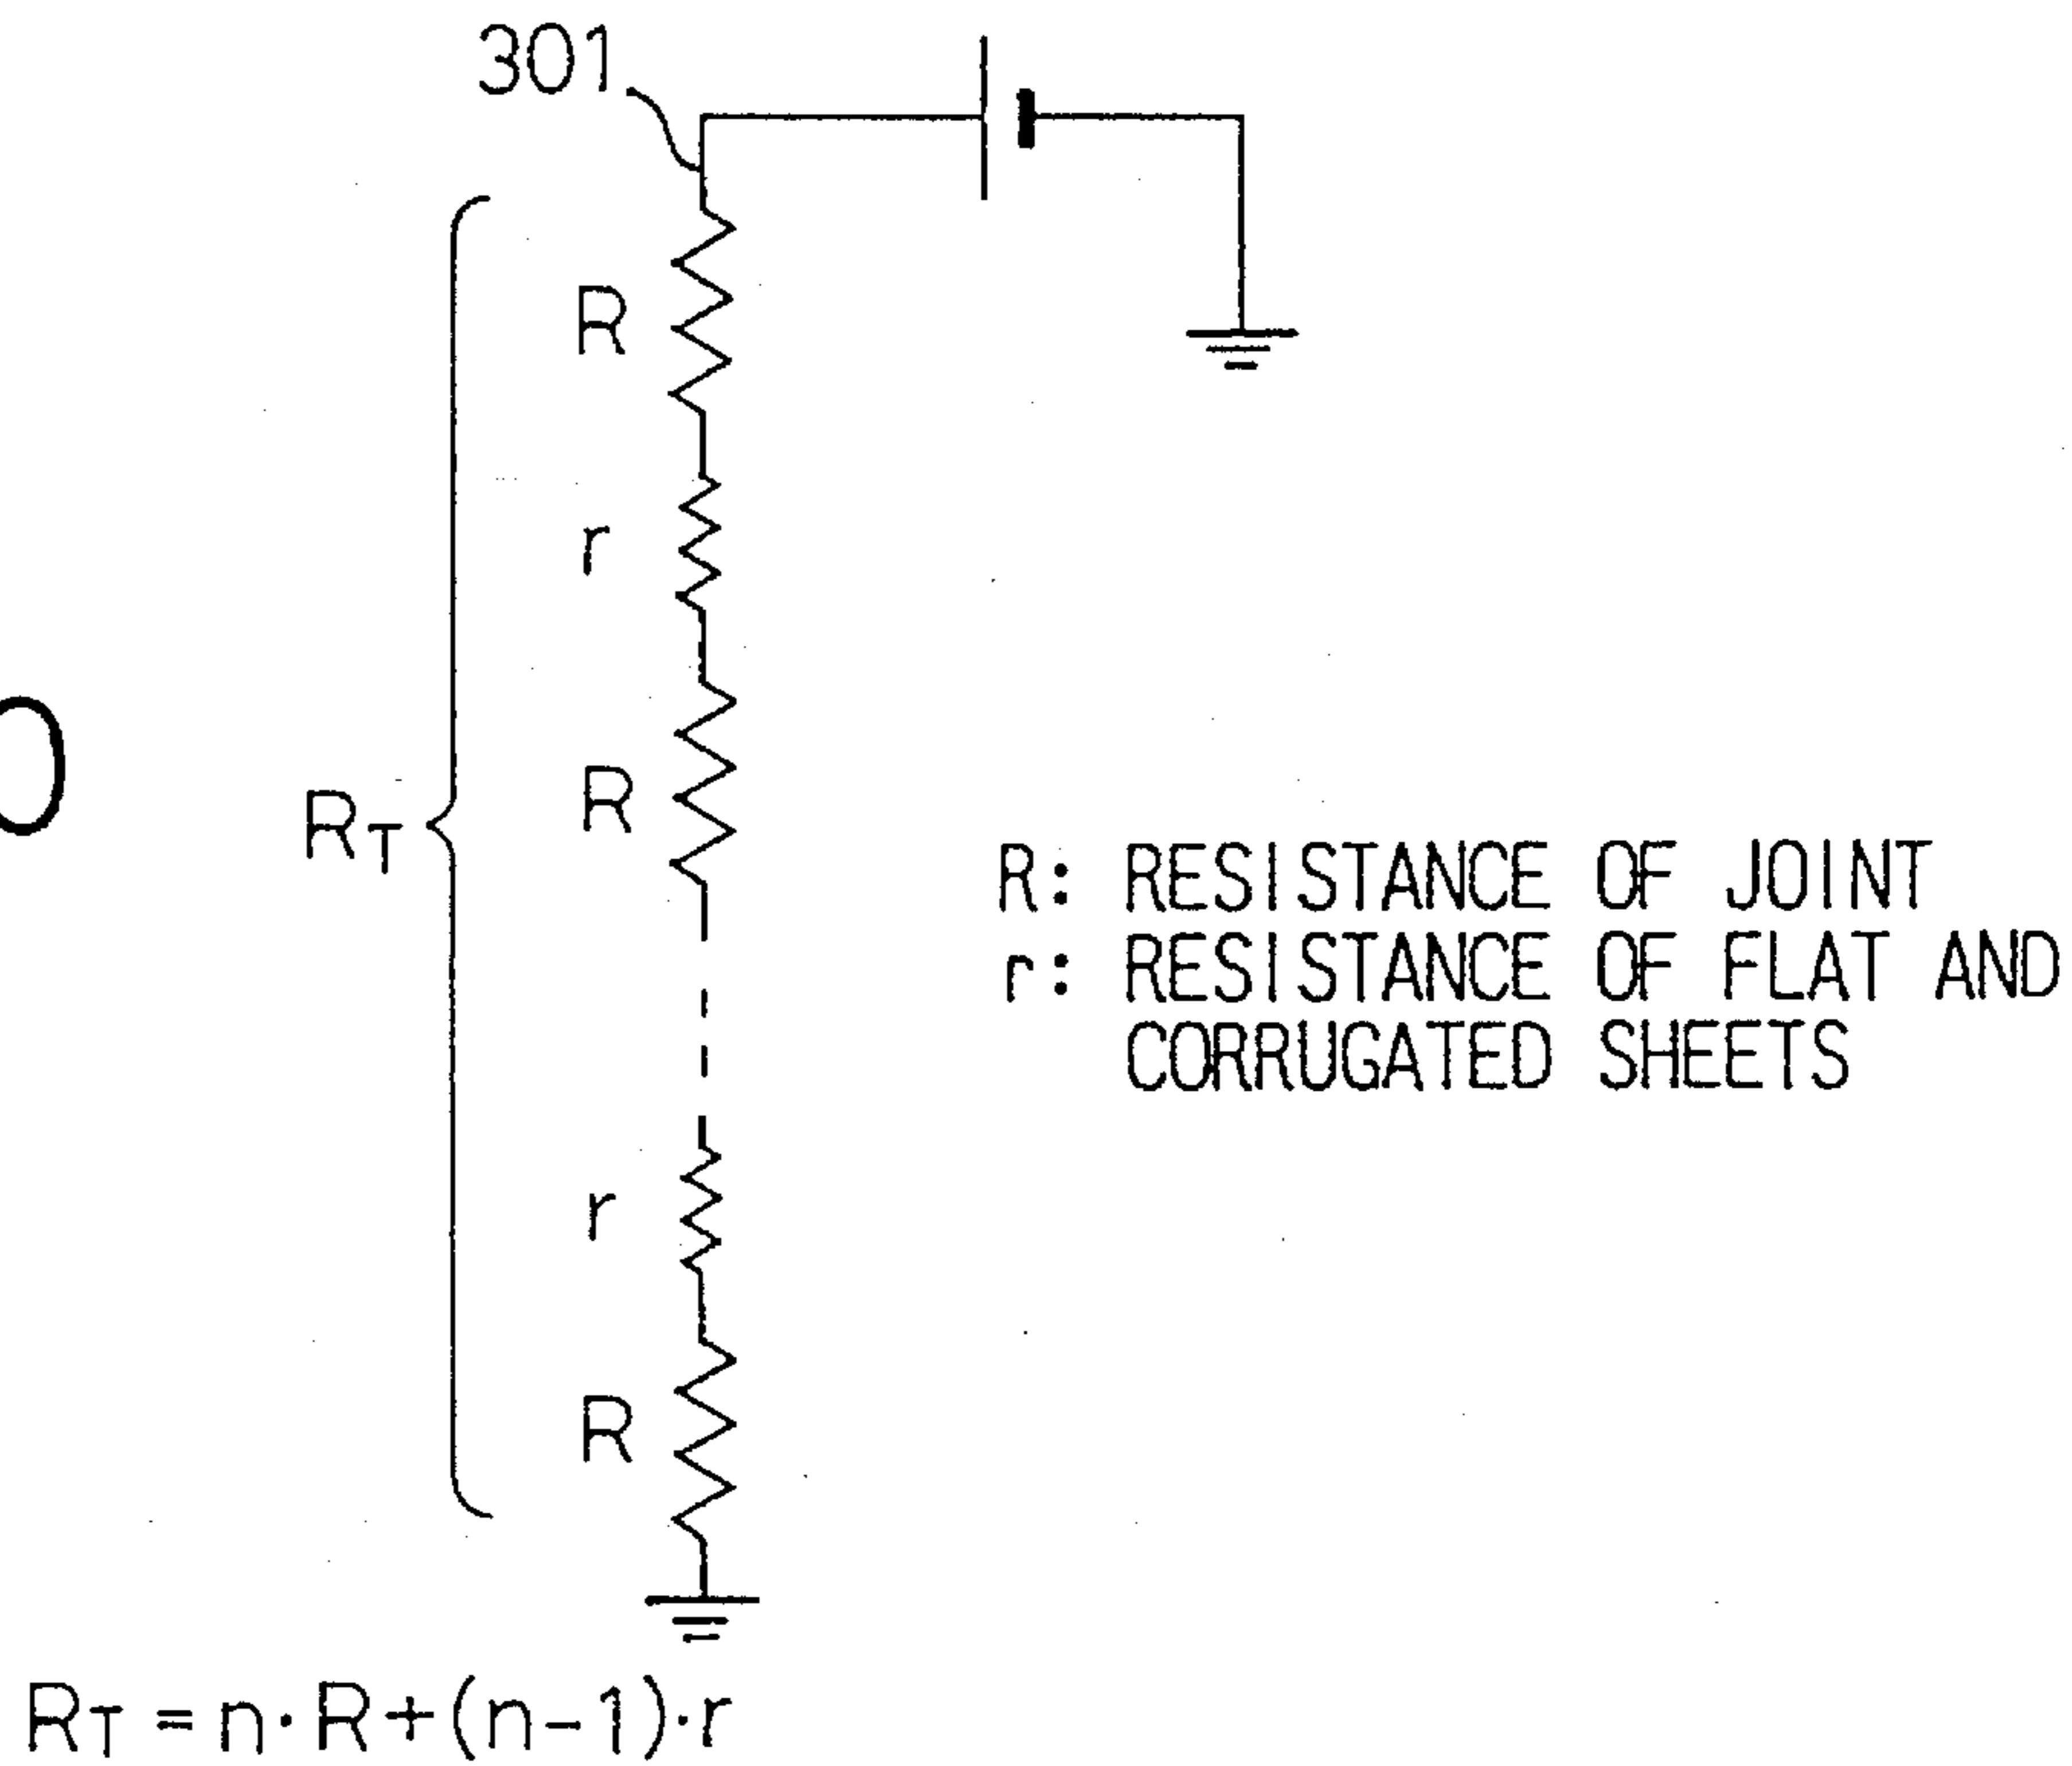 301
R
r
R
RT
R: RESISTANCE OF JOINT
r: RESISTANCE OF FLAT AND
CORRUGATED SHEETS
r
R
RT = n·R+(n-1)·r